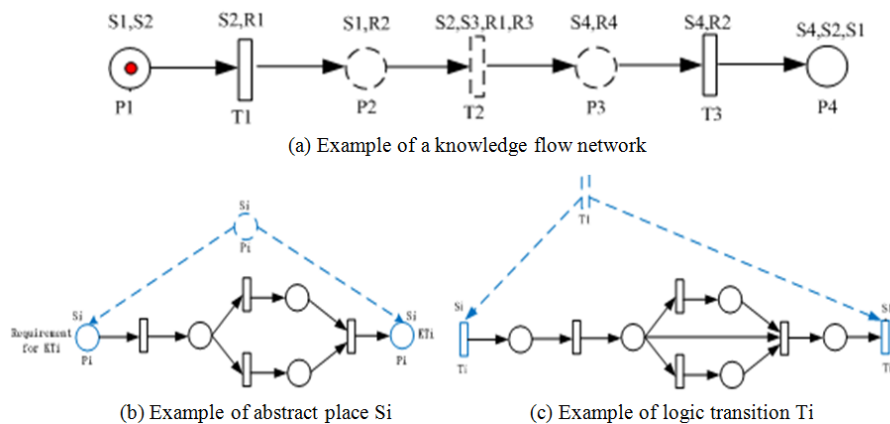 S1,S2 S2,R1 S1,R2 S2,S3,R1,R3 S4,R4 S4,R2 S4,S2,S1
P1 T1 P2 T2 P3 T3 P4
(a) Example of a knowledge flow network
Si
Pi
Si Si
Requirement for KTi
KTi
Pi Pi
(b) Example of abstract place Si
Si
Ti
(c) Example of logic transition Ti